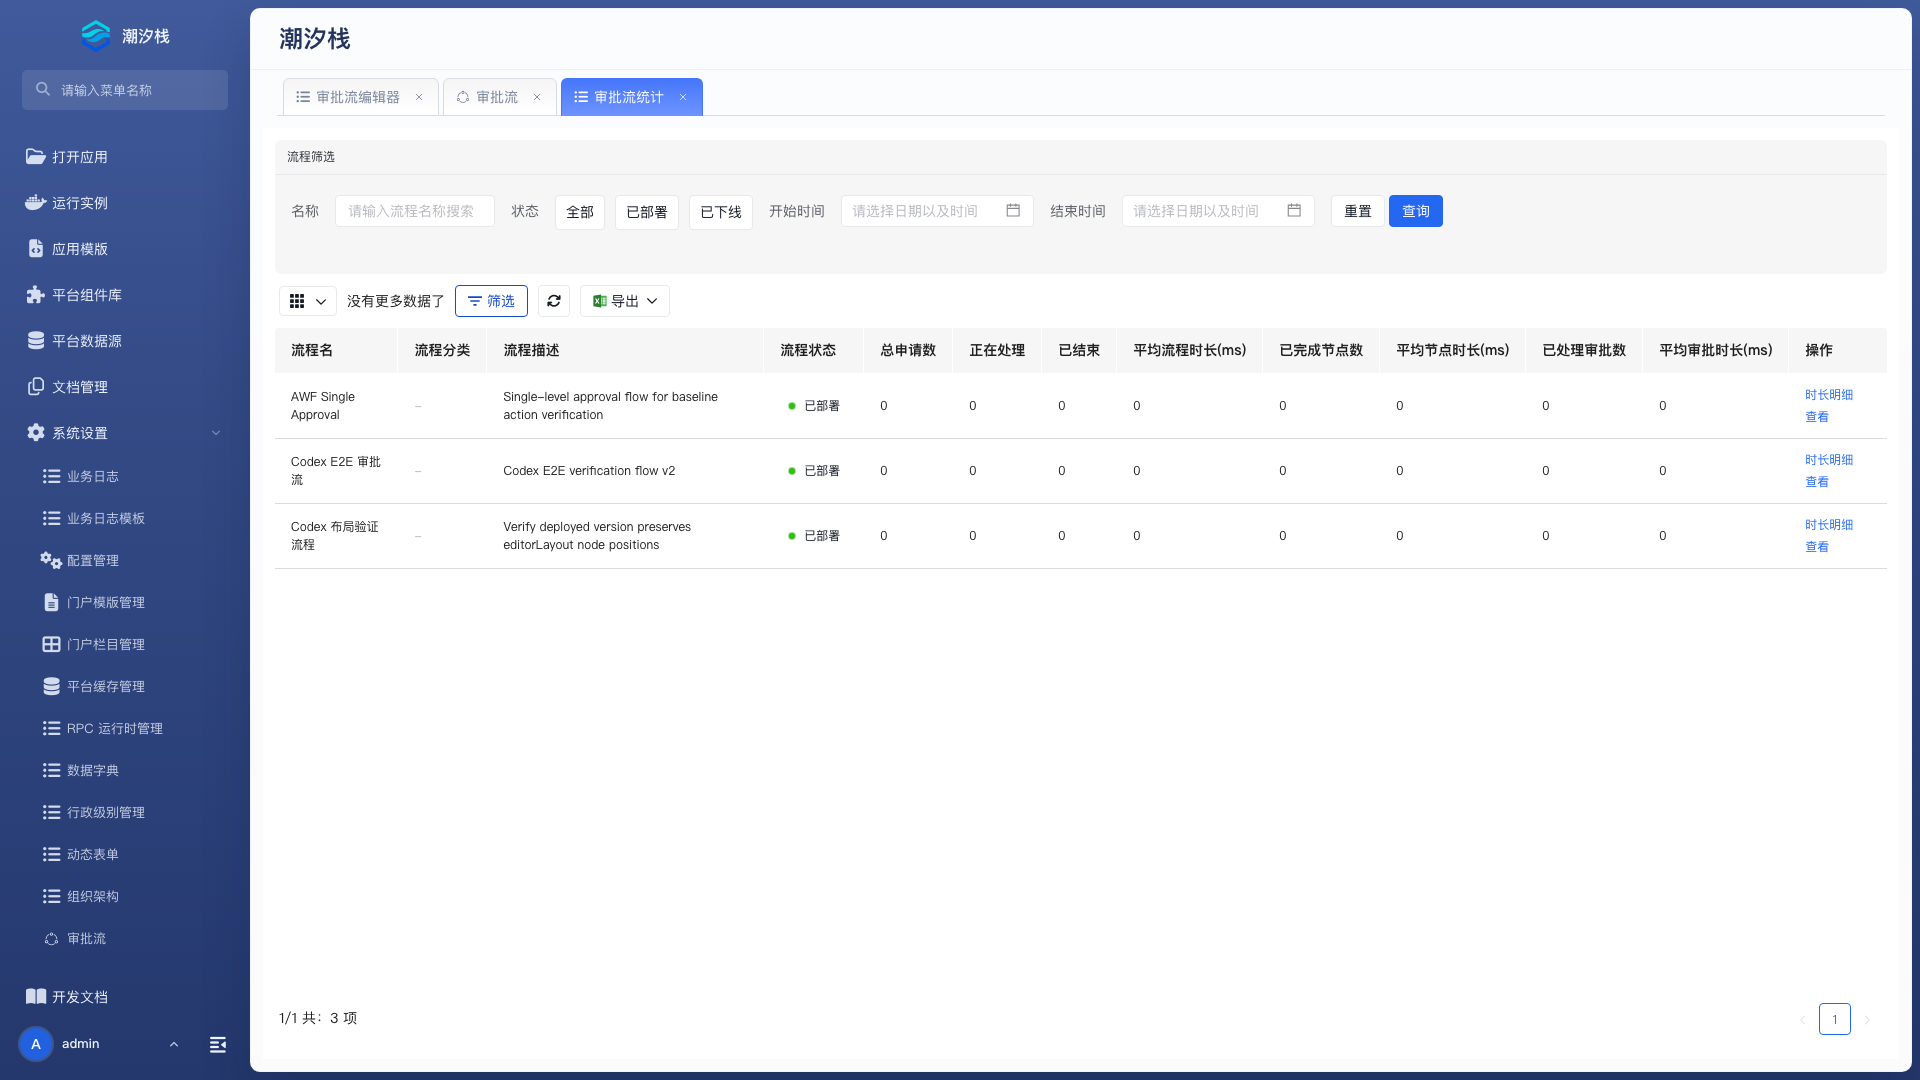 潮汐栈
请输入菜单名称
打开应用
运行实例
应用模版
平台组件库
平台数据源
文档管理
系统设置
业务日志
业务日志模板
配置管理
门户模版管理
门户栏目管理
平台缓存管理
RPC 运行时管理
数据字典
行政级别管理
动态表单
组织架构
审批流
开发文档
A admin
潮汐栈
审批流编辑器 审批流 审批流统计
流程筛选
名称 请输入流程名称搜索 状态 全部 已部署 已下线 开始时间 请选择日期以及时间 结束时间 请选择日期以及时间 重置 查询
没有更多数据了 筛选 导出
流程名 流程分类 流程描述 流程状态 总申请数 正在处理 已结束 平均流程时长(ms) 已完成节点数 平均节点时长(ms) 已处理审批数 平均审批时长(ms) 操作
AWF Single Approval – Single-level approval flow for baseline action verification 已部署 0 0 0 0 0 0 0 0 时长明细 查看
Codex E2E 审批流 – Codex E2E verification flow v2 已部署 0 0 0 0 0 0 0 0 时长明细 查看
Codex 布局验证流程 – Verify deployed version preserves editorLayout node positions 已部署 0 0 0 0 0 0 0 0 时长明细 查看
1/1 共：3 项
1